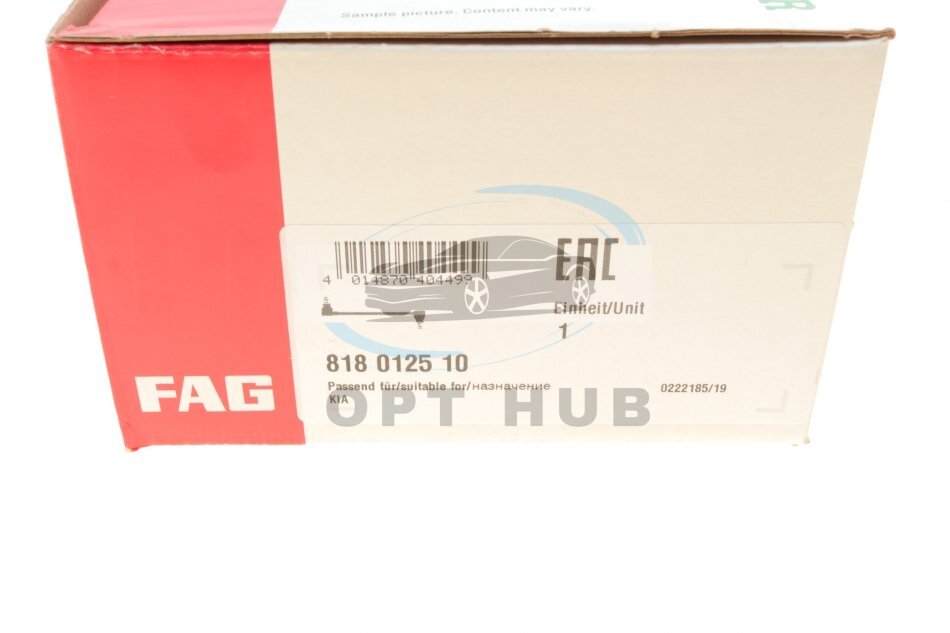 Sample picture. Content may vary.
EAC
4 014870 404499
Einheit/Unit
1
818 0125 10
Passend für/suitable for/назначение
KIA
0222185/19
FAG
OPT HUB